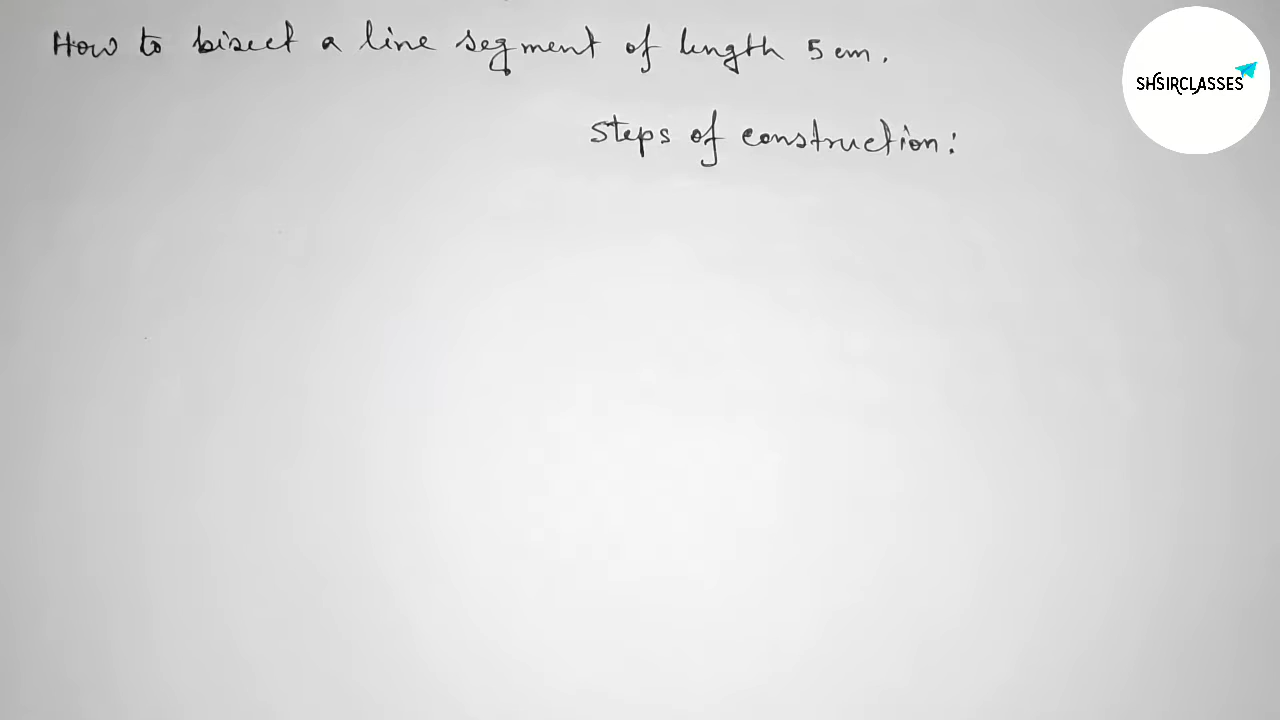 How to bisect a line segment of length 5 cm.
SHSIRCLASSES
Steps of construction: